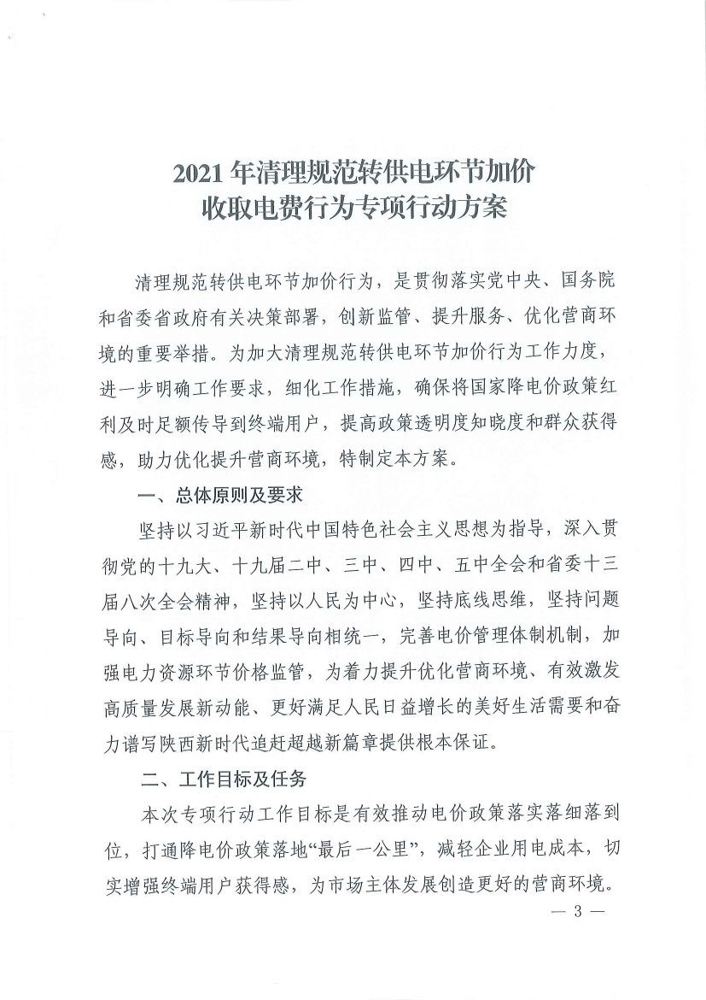 2021 年清理规范转供电环节加价
收取电费行为专项行动方案
清理规范转供电环节加价行为，是贯彻落实党中央、国务院
和省委省政府有关决策部署，创新监管、提升服务、优化营商环
境的重要举措。为加大清理规范转供电环节加价行为工作力度，
进一步明确工作要求，细化工作措施，确保将国家降电价政策红
利及时足额传导到终端用户，提高政策透明度知晓度和群众获得
感，助力优化提升营商环境，特制定本方案。
一、总体原则及要求
坚持以习近平新时代中国特色社会主义思想为指导，深入贯
彻党的十九大、十九届二中、三中、四中、五中全会和省委十三
届八次全会精神，坚持以人民为中心，坚持底线思维，坚持问题
导向、目标导向和结果导向相统一，完善电价管理体制机制，加
强电力资源环节价格监管，为着力提升优化营商环境、有效激发
高质量发展新动能、更好满足人民日益增长的美好生活需要和奋
力谱写陕西新时代追赶超越新篇章提供根本保证。
二、工作目标及任务
本次专项行动工作目标是有效推动电价政策落实落细落到
位，打通降电价政策落地“最后一公里”，减轻企业用电成本，切
实增强终端用户获得感，为市场主体发展创造更好的营商环境。
— 3 —